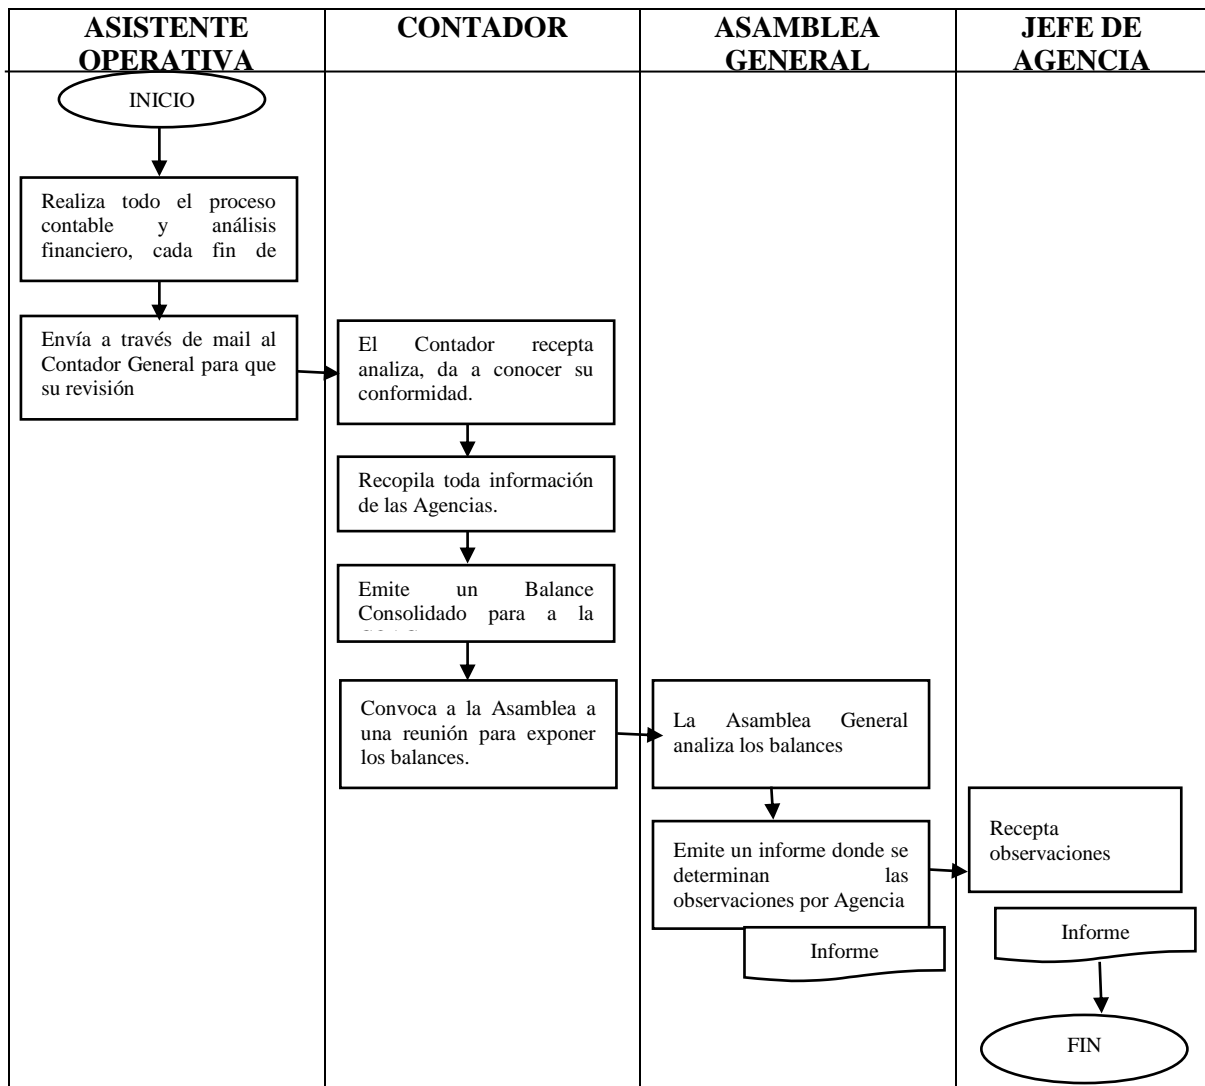 ASISTENTE
OPERATIVA
CONTADOR
ASAMBLEA
GENERAL
JEFE DE
AGENCIA
INICIO
Realiza todo el proceso
contable y análisis
financiero, cada fin de
Envía a través de mail al
Contador General para que
su revisión
El Contador recepta
analiza, da a conocer su
conformidad.
Recopila toda información
de las Agencias.
Emite un Balance
Consolidado para a la
Convoca a la Asamblea a
una reunión para exponer
los balances.
La Asamblea General
analiza los balances
Emite un informe donde se
determinan las
observaciones por Agencia
Informe
Recepta
observaciones
Informe
FIN